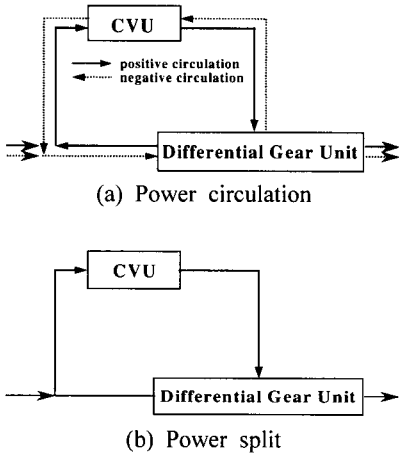 CVU
positive circulation
negative circulation
Differential Gear Unit
(a) Power circulation
CVU
Differential Gear Unit
(b) Power split